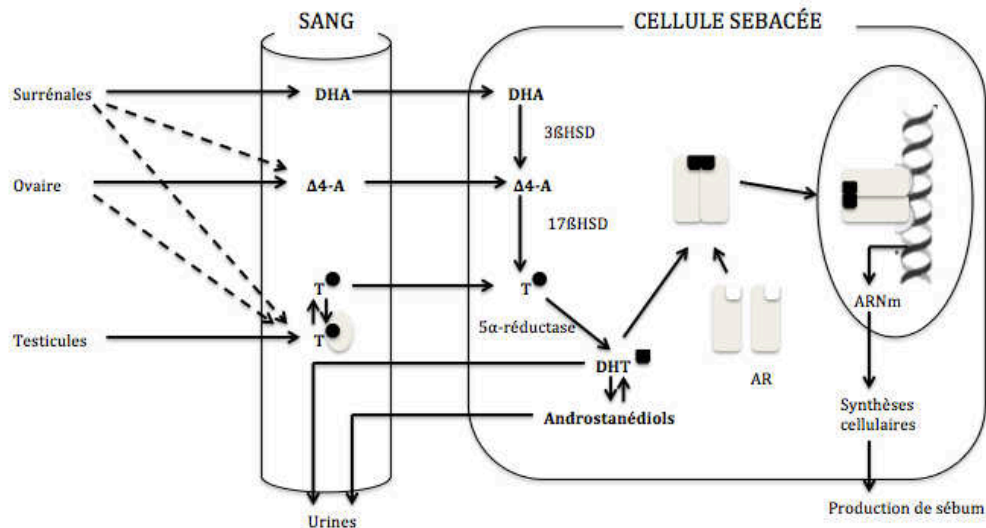 SANG
CELLULE SEBACÉE
Surrénales
DHA
DHA
3ßHSD
Ovaire
Δ4-A
Δ4-A
17ßHSD
T
T
ARNm
5α-réductase
Testicules
T
DHT
AR
Androstanédiols
Synthèses
cellulaires
Urines
Production de sébum